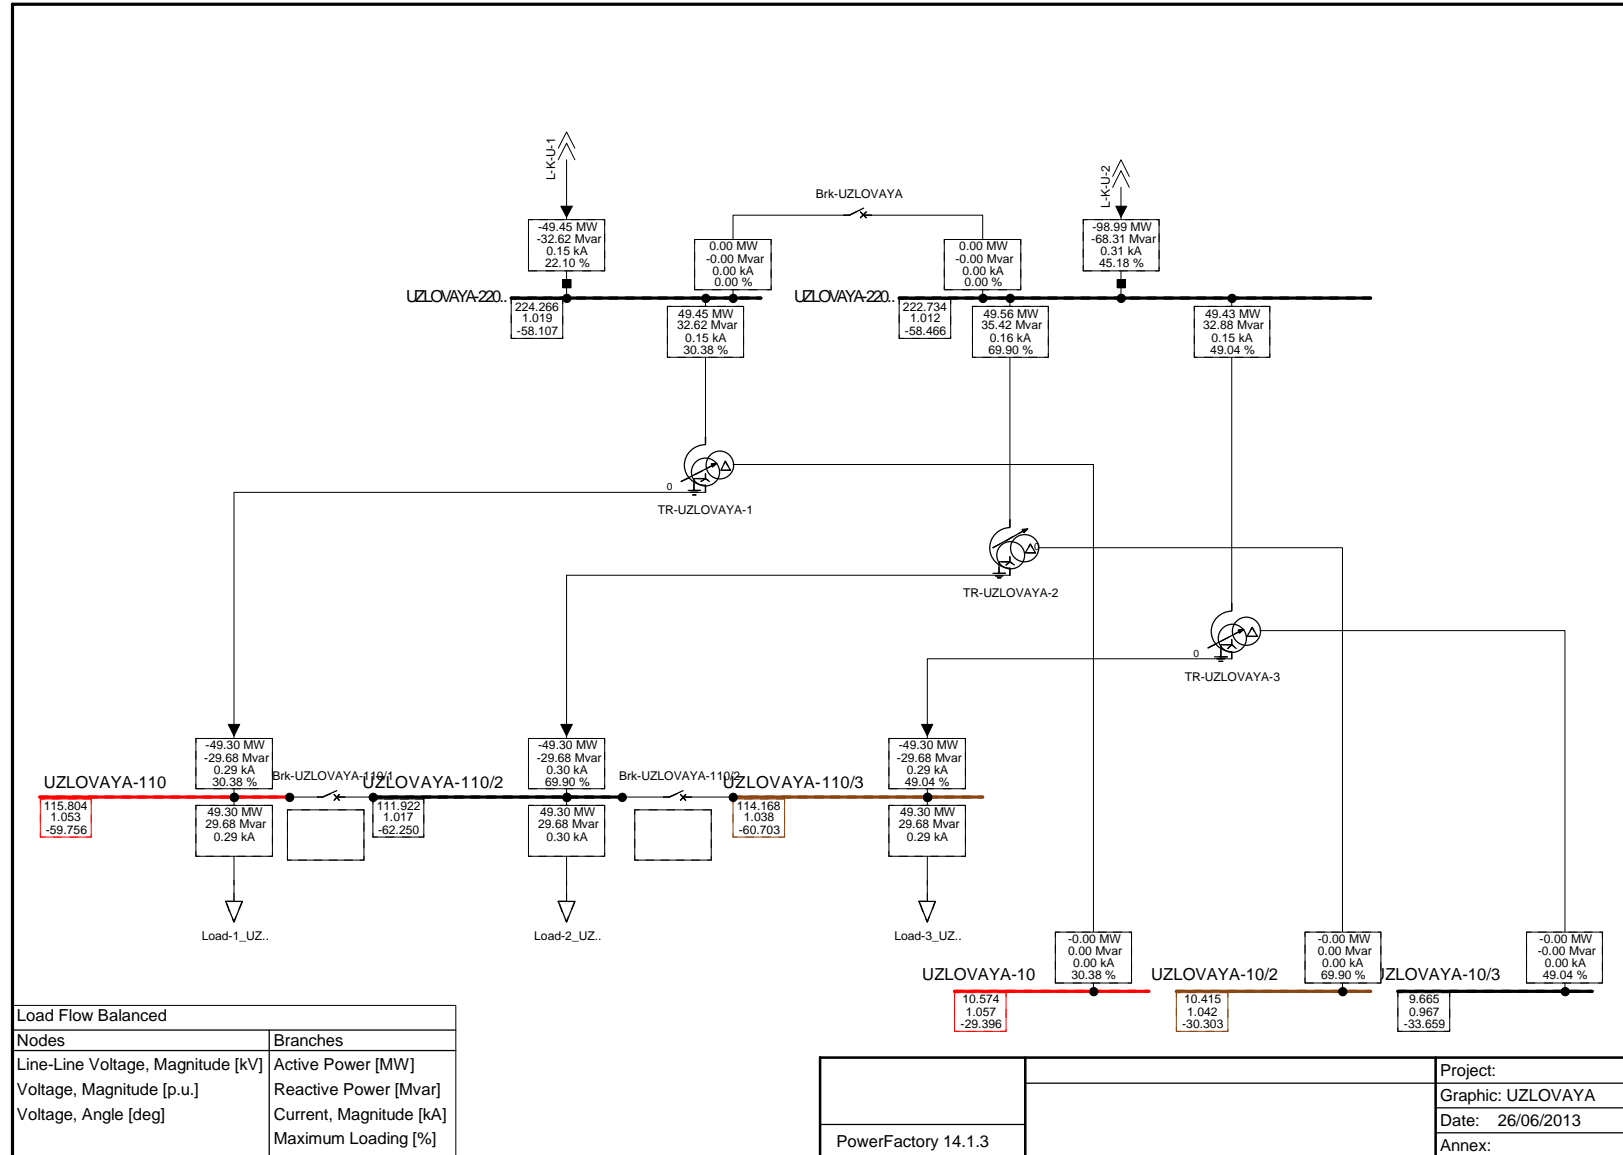 L-K-U-1
L-K-U-2
Brk-UZLOVAYA
-49.45 MW
-32.62 Mvar
0.15 kA
22.10 %
0.00 MW
-0.00 Mvar
0.00 kA
0.00 %
0.00 MW
-0.00 Mvar
0.00 kA
0.00 %
-98.99 MW
-68.31 Mvar
0.31 kA
45.18 %
UZLOVAYA-220..
224.266
1.019
-58.107
49.45 MW
32.62 Mvar
0.15 kA
30.38 %
UZLOVAYA-220..
222.734
1.012
-58.466
49.56 MW
35.42 Mvar
0.16 kA
69.90 %
49.43 MW
32.88 Mvar
0.15 kA
49.04 %
0
TR-UZLOVAYA-1
0
TR-UZLOVAYA-2
0
TR-UZLOVAYA-3
-49.30 MW
-29.68 Mvar
0.29 kA
30.38 %
-49.30 MW
-29.68 Mvar
0.30 kA
69.90 %
-49.30 MW
-29.68 Mvar
0.29 kA
49.04 %
UZLOVAYA-110
Brk-UZLOVAYA-110/1
UZLOVAYA-110/2
Brk-UZLOVAYA-110/2
UZLOVAYA-110/3
115.804
1.053
-59.756
49.30 MW
29.68 Mvar
0.29 kA
111.922
1.017
-62.250
49.30 MW
29.68 Mvar
0.30 kA
114.168
1.038
-60.703
49.30 MW
29.68 Mvar
0.29 kA
Load-1_UZ..
Load-2_UZ..
Load-3_UZ..
-0.00 MW
0.00 Mvar
0.00 kA
30.38 %
-0.00 MW
0.00 Mvar
0.00 kA
69.90 %
-0.00 MW
-0.00 Mvar
0.00 kA
49.04 %
UZLOVAYA-10
UZLOVAYA-10/2
UZLOVAYA-10/3
10.574
1.057
-29.396
10.415
1.042
-30.303
9.665
0.967
-33.659
Load Flow Balanced
Nodes
Branches
Line-Line Voltage, Magnitude [kV]
Active Power [MW]
Voltage, Magnitude [p.u.]
Reactive Power [Mvar]
Voltage, Angle [deg]
Current, Magnitude [kA]
Maximum Loading [%]
PowerFactory 14.1.3
Project:
Graphic: UZLOVAYA
Date: 26/06/2013
Annex: